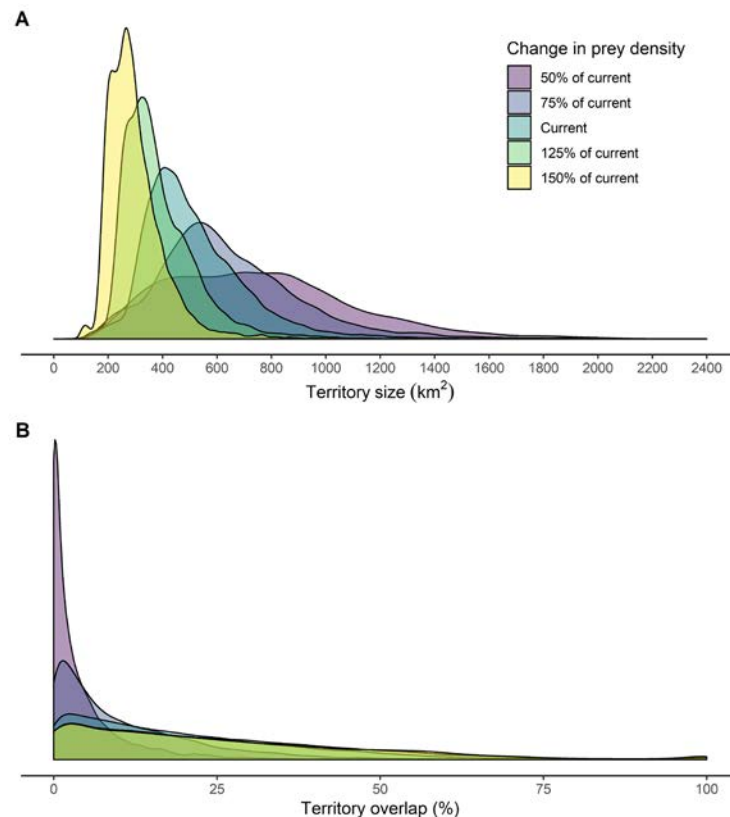 A
Change in prey density
50% of current
75% of current
Current
125% of current
150% of current
0 200 400 600 800 1000 1200 1400 1600 1800 2000 2200 2400
Territory size (km²)
B
0 25 50 75 100
Territory overlap (%)